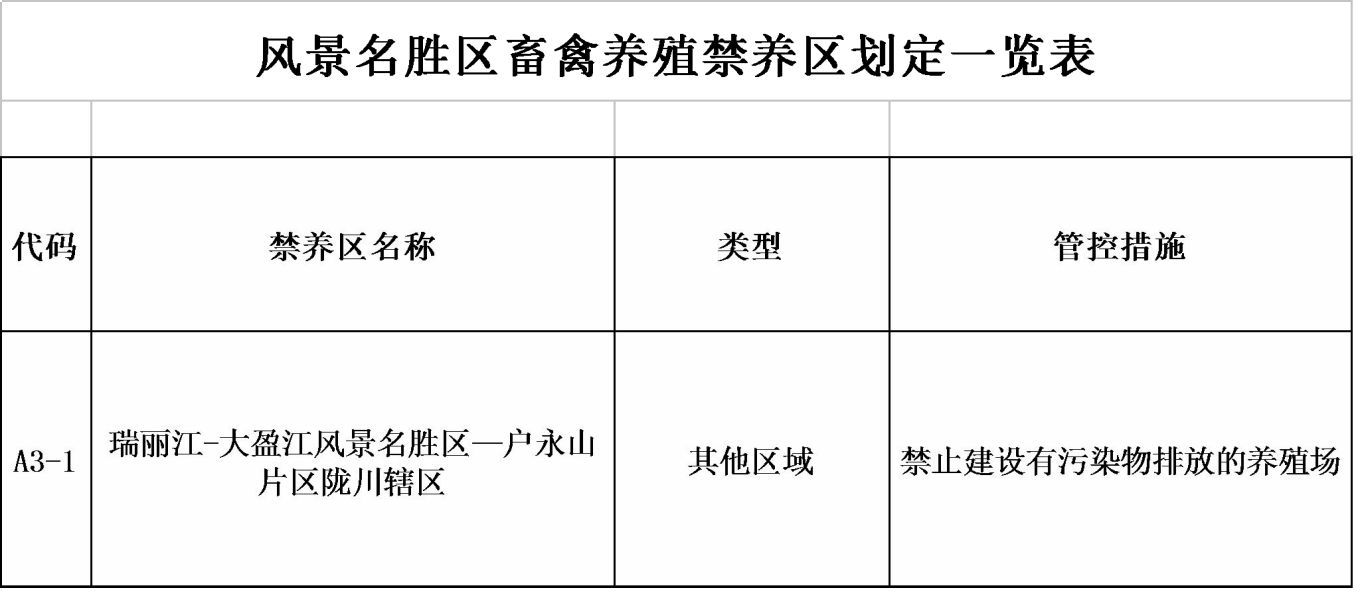 风景名胜区畜禽养殖禁养区划定一览表
代码 禁养区名称 类型 管控措施
A3-1 瑞丽江-大盈江风景名胜区—户永山
片区陇川辖区 其他区域 禁止建设有污染物排放的养殖场